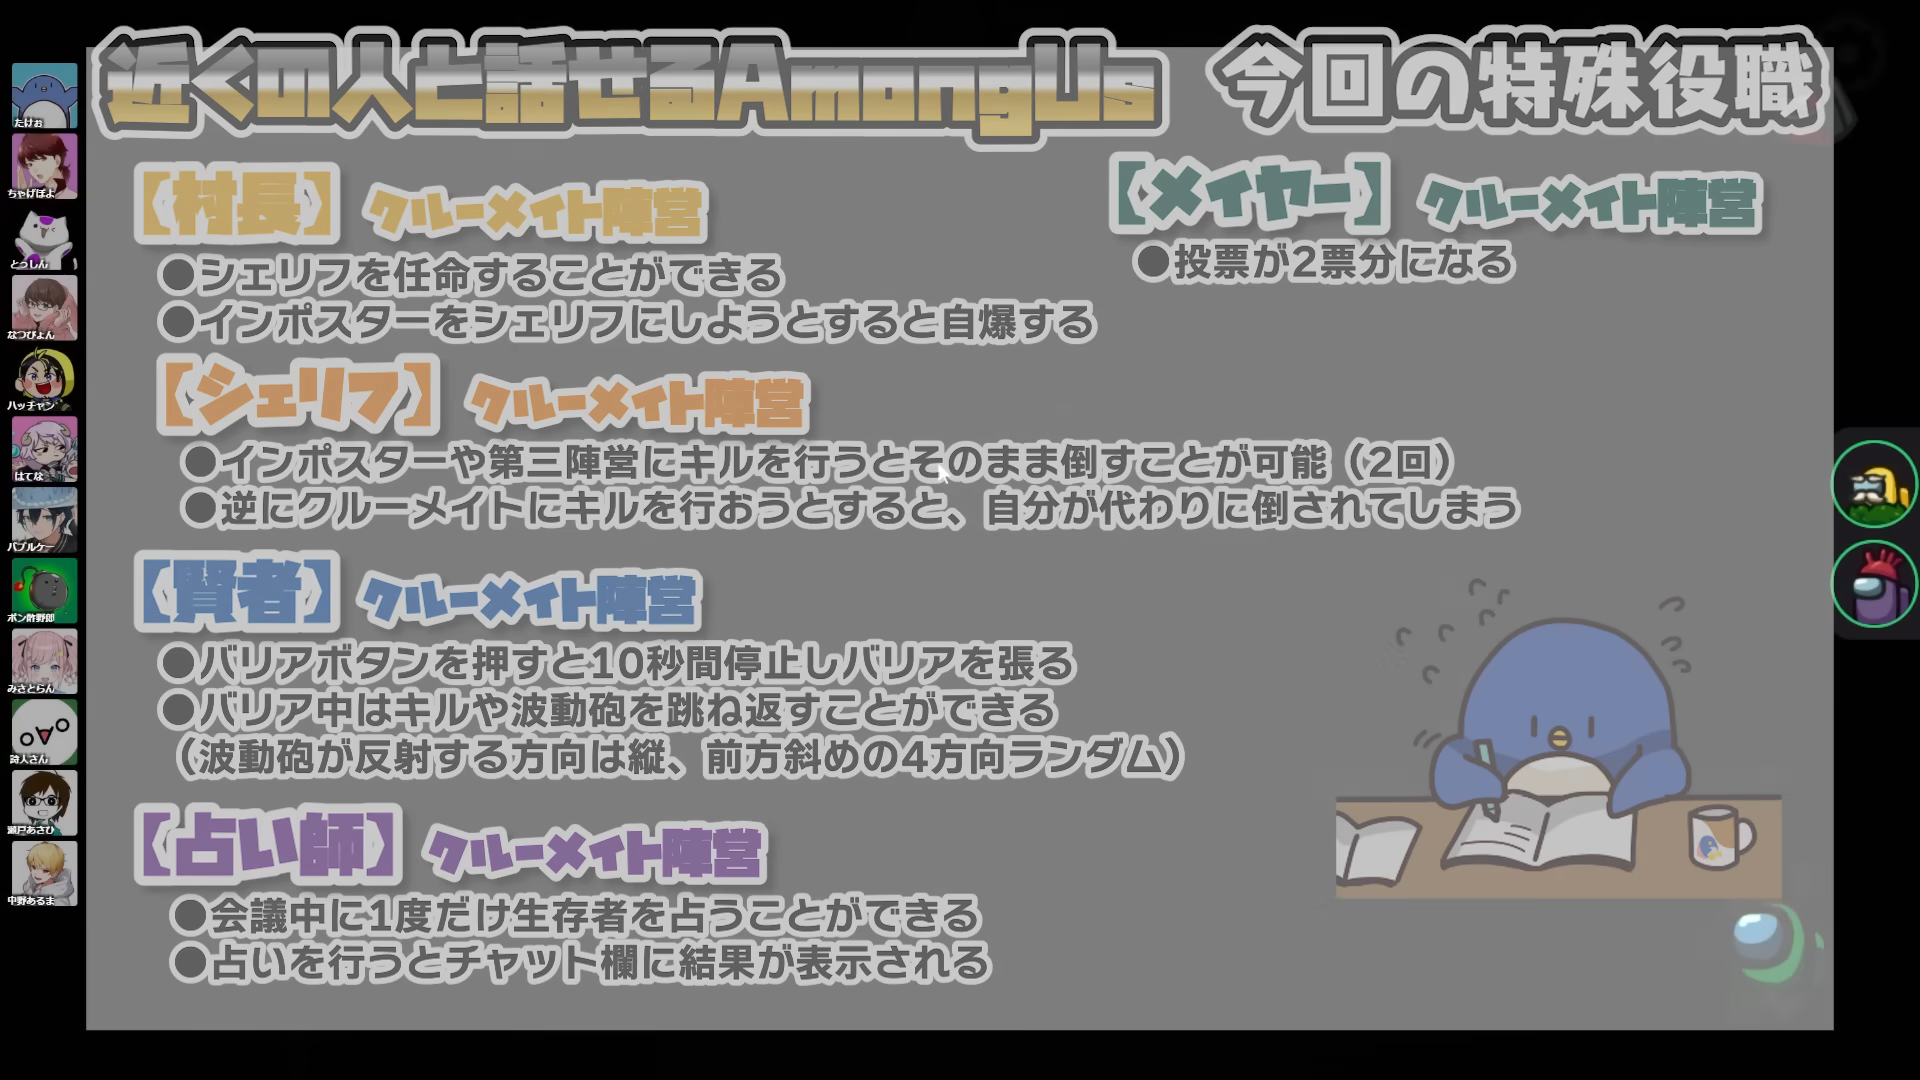 近くの人と話せるAmongUs 今回の特殊役職
【村長】 クルーメイト陣営
●シェリフを任命することができる
●インポスターをシェリフにしようとすると自爆する
【メイヤー】 クルーメイト陣営
●投票が2票分になる
【シェリフ】 クルーメイト陣営
●インポスターや第三陣営にキルを行うとそのまま倒すことが可能（2回）
●逆にクルーメイトにキルを行おうとすると、自分が代わりに倒されてしまう
【賢者】 クルーメイト陣営
●バリアボタンを押すと10秒間停止しバリアを張る
●バリア中はキルや波動砲を跳ね返すことができる
（波動砲が反射する方向は縦、前方斜めの4方向ランダム）
【占い師】 クルーメイト陣営
●会議中に1度だけ生存者を占うことができる
●占いを行うとチャット欄に結果が表示される
たけぉ
ちゃげぽよ
とっしん
なつぴょん
ハッチャン
はてな
バブルケー
ポン酢野郎
みさとらん
詩人さん
瀬戸あさひ
中野あるま